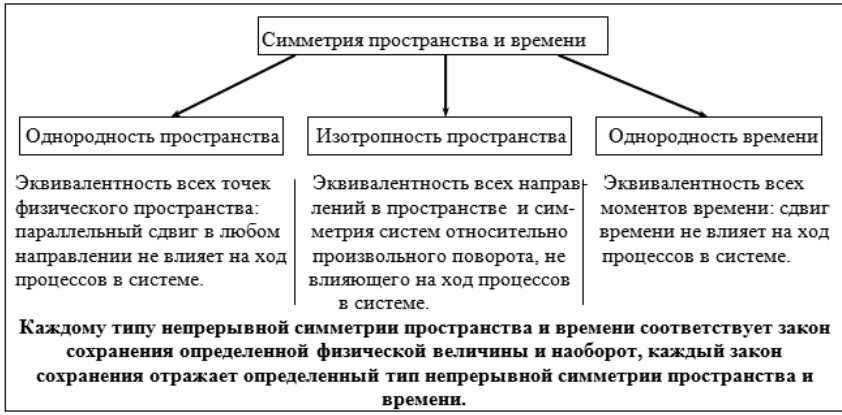 Симметрия пространства и времени
Однородность пространства
Изотропность пространства
Однородность времени
Эквивалентность всех точек
физического пространства:
параллельный сдвиг в любом
направлении не влияет на ход
процессов в системе.
Эквивалентность всех направ-
лений в пространстве и сим-
метрия систем относительно
произвольного поворота, не
влияющего на ход процессов
в системе.
Эквивалентность всех
моментов времени: сдвиг
времени не влияет на ход
процессов в системе.
Каждому типу непрерывной симметрии пространства и времени соответствует закон
сохранения определенной физической величины и наоборот, каждый закон
сохранения отражает определенный тип непрерывной симметрии пространства и
времени.